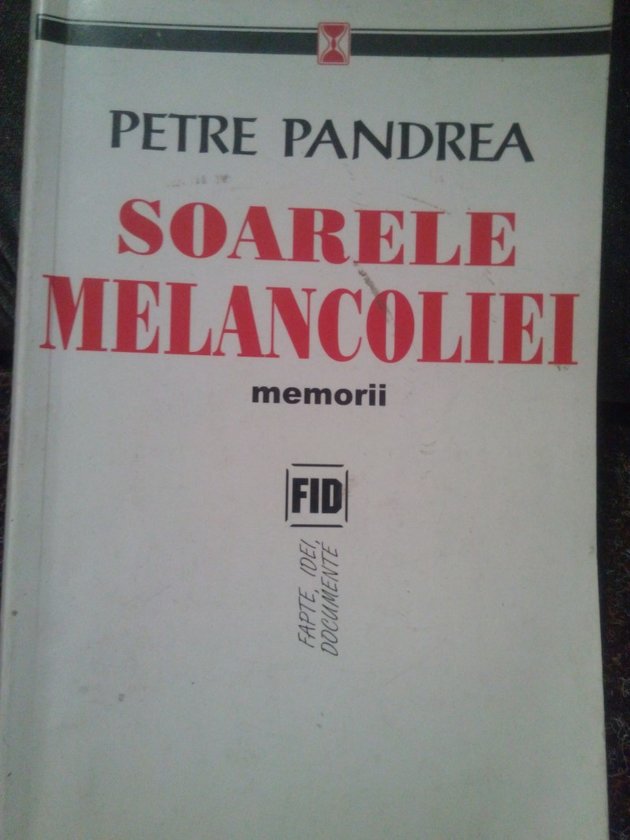 PETRE PANDREA
SOARELE
MELANCOLIEI
memorii
FID
FAPTE, IDEI,
DOCUMENTE